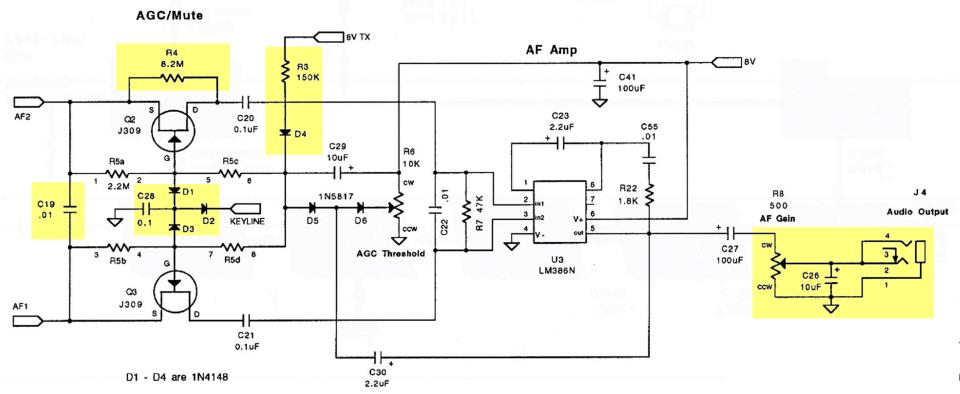 AGC/Mute
8V TX
R4
8.2M
R3
150K
AF Amp
8V
C41
100uF
AF2
S
D
C20
0.1uF
Q2
J309
G
D4
C23
2.2uF
C55
.01
C29
10uF
R6
10K
CW
R5a
1
2.2M
2
R5c
5
6
D1
1N5817
C19
.01
C28
0.1
D2
KEYLINE
D3
D5
D6
CCW
AGC Threshold
.01
C22
R7 47K
1
2
3
4
in1
in3
V-
V+
out
6
7
6
5
R22
1.8K
U3
LM386N
R8
500
AF Gain
J4
Audio Output
3
R5b
4
7
R5d
8
G
Q3
J309
S
D
AF1
C21
0.1uF
C27
100uF
CW
CCW
C26
10uF
4
3
2
1
C30
2.2uF
D1 - D4 are 1N4148